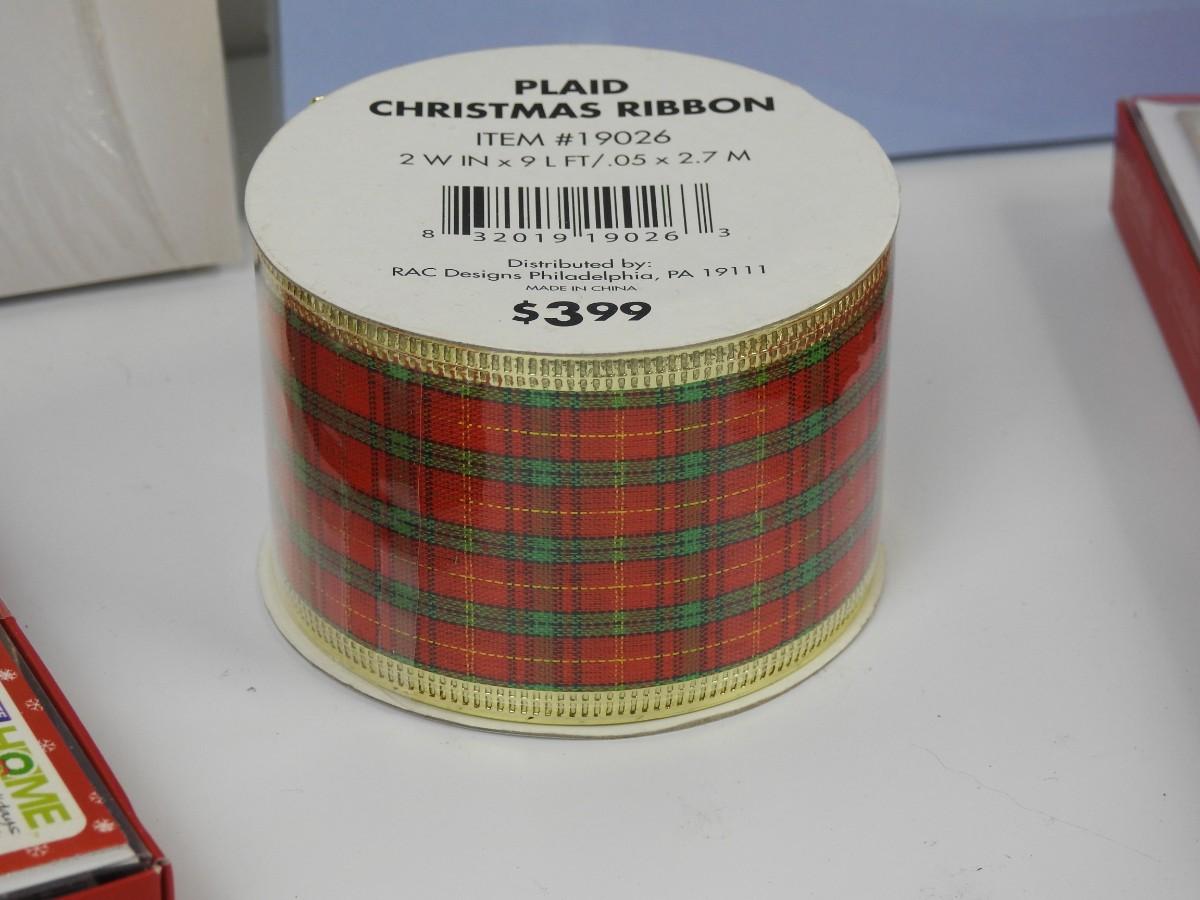 PLAID
CHRISTMAS RIBBON
ITEM #19026
2 W IN x 9 L FT/.05 x 2.7 M
8 32019 19026 3
Distributed by:
RAC Designs Philadelphia, PA 19111
MADE IN CHINA
$3.99
HOME